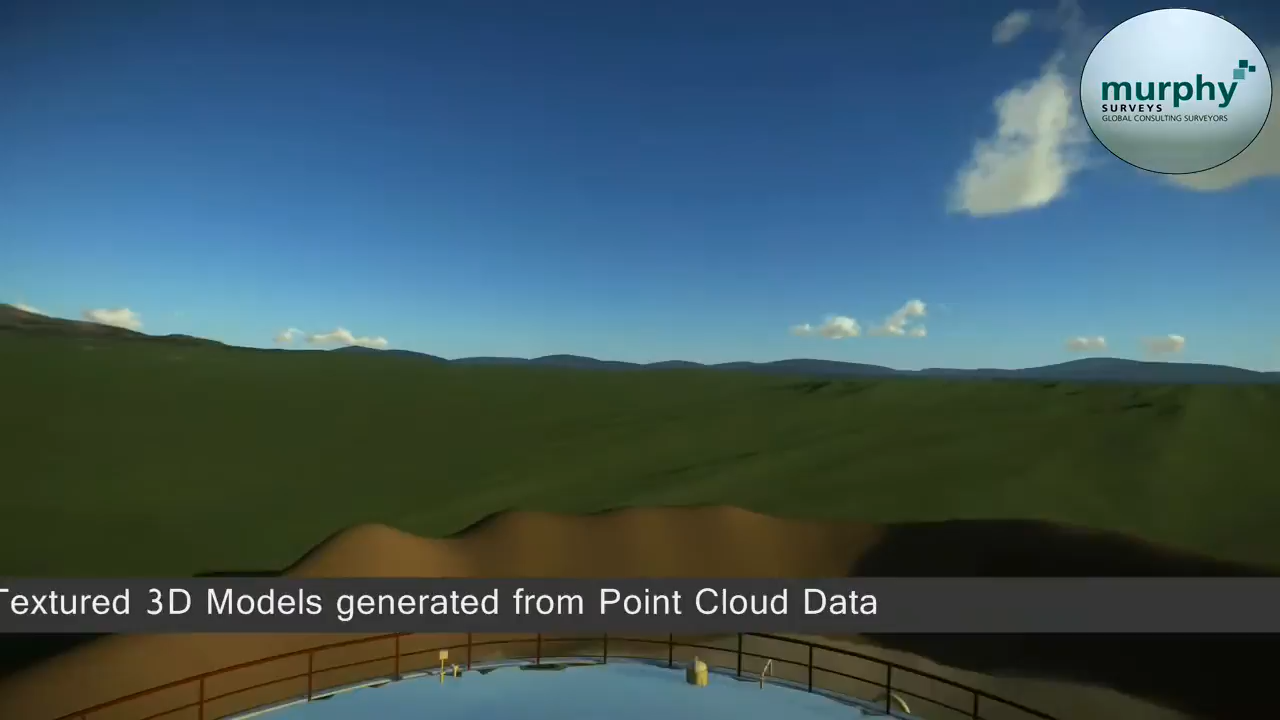 murphy
SURVEYS
GLOBAL CONSULTING SURVEYORS
Textured 3D Models generated from Point Cloud Data